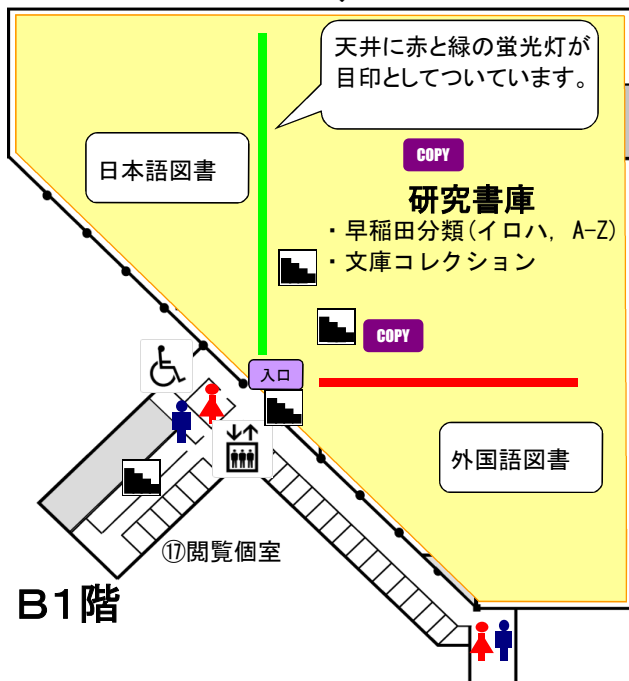 天井に赤と緑の蛍光灯が
目印としてついています。
日本語図書
COPY
研究書庫
・早稲田分類(イロハ, A-Z)
・文庫コレクション
COPY
入口
外国語図書
⑰閲覧個室
B1階